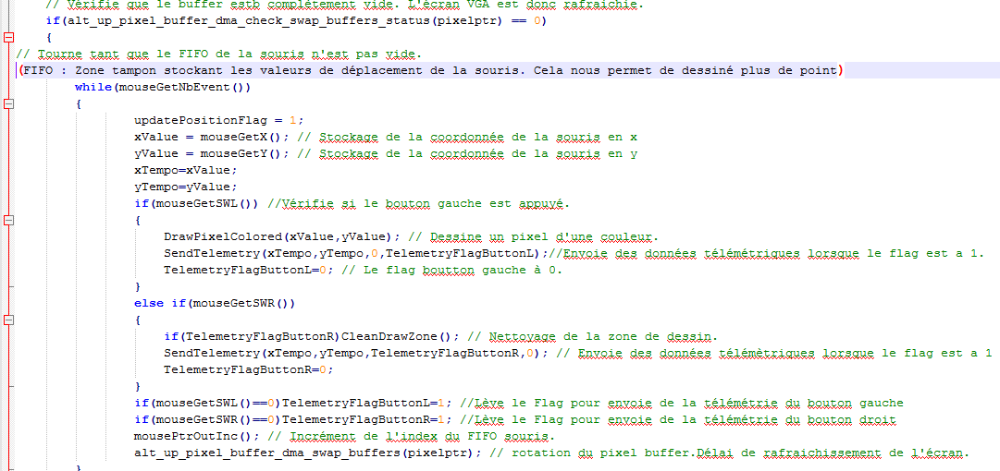 // Vérifie que le buffer estb complétement vide. L'écran VGA est donc rafraichie.
if(alt_up_pixel_buffer_dma_check_swap_buffers_status(pixelptr) == 0)
{
// Tourne tant que le FIFO de la souris n'est pas vide.
(FIFO : Zone tampon stockant les valeurs de déplacement de la souris. Cela nous permet de dessiné plus de point)
while(mouseGetNbEvent())
{
updatePositionFlag = 1;
xValue = mouseGetX(); // Stockage de la coordonnée de la souris en x
yValue = mouseGetY(); // Stockage de la coordonnée de la souris en y
xTempo=xValue;
yTempo=yValue;
if(mouseGetSWL()) //Vérifie si le bouton gauche est appuyé.
{
DrawPixelColored(xValue,yValue); // Dessine un pixel d'une couleur.
SendTelemetry(xTempo,yTempo,0,TelemetryFlagButtonL);//Envoie des données télémétriques lorsque le flag est a 1.
TelemetryFlagButtonL=0; // Le flag boutton gauche à 0.
}
else if(mouseGetSWR())
{
if(TelemetryFlagButtonR)CleanDrawZone(); // Nettoyage de la zone de dessin.
SendTelemetry(xTempo,yTempo,TelemetryFlagButtonR,0); // Envoie des données télémètriques lorsque le flag est a 1
TelemetryFlagButtonR=0;
}
if(mouseGetSWL()==0)TelemetryFlagButtonL=1; //Lève le Flag pour envoie de la télémétrie du bouton gauche
if(mouseGetSWR()==0)TelemetryFlagButtonR=1; //Lève le Flag pour envoie de la télémétrie du bouton droit
mousePtrOutInc(); // Incrément de l'index du FIFO souris.
alt_up_pixel_buffer_dma_swap_buffers(pixelptr); // rotation du pixel buffer.Délai de rafraichissement de l'écran.
}